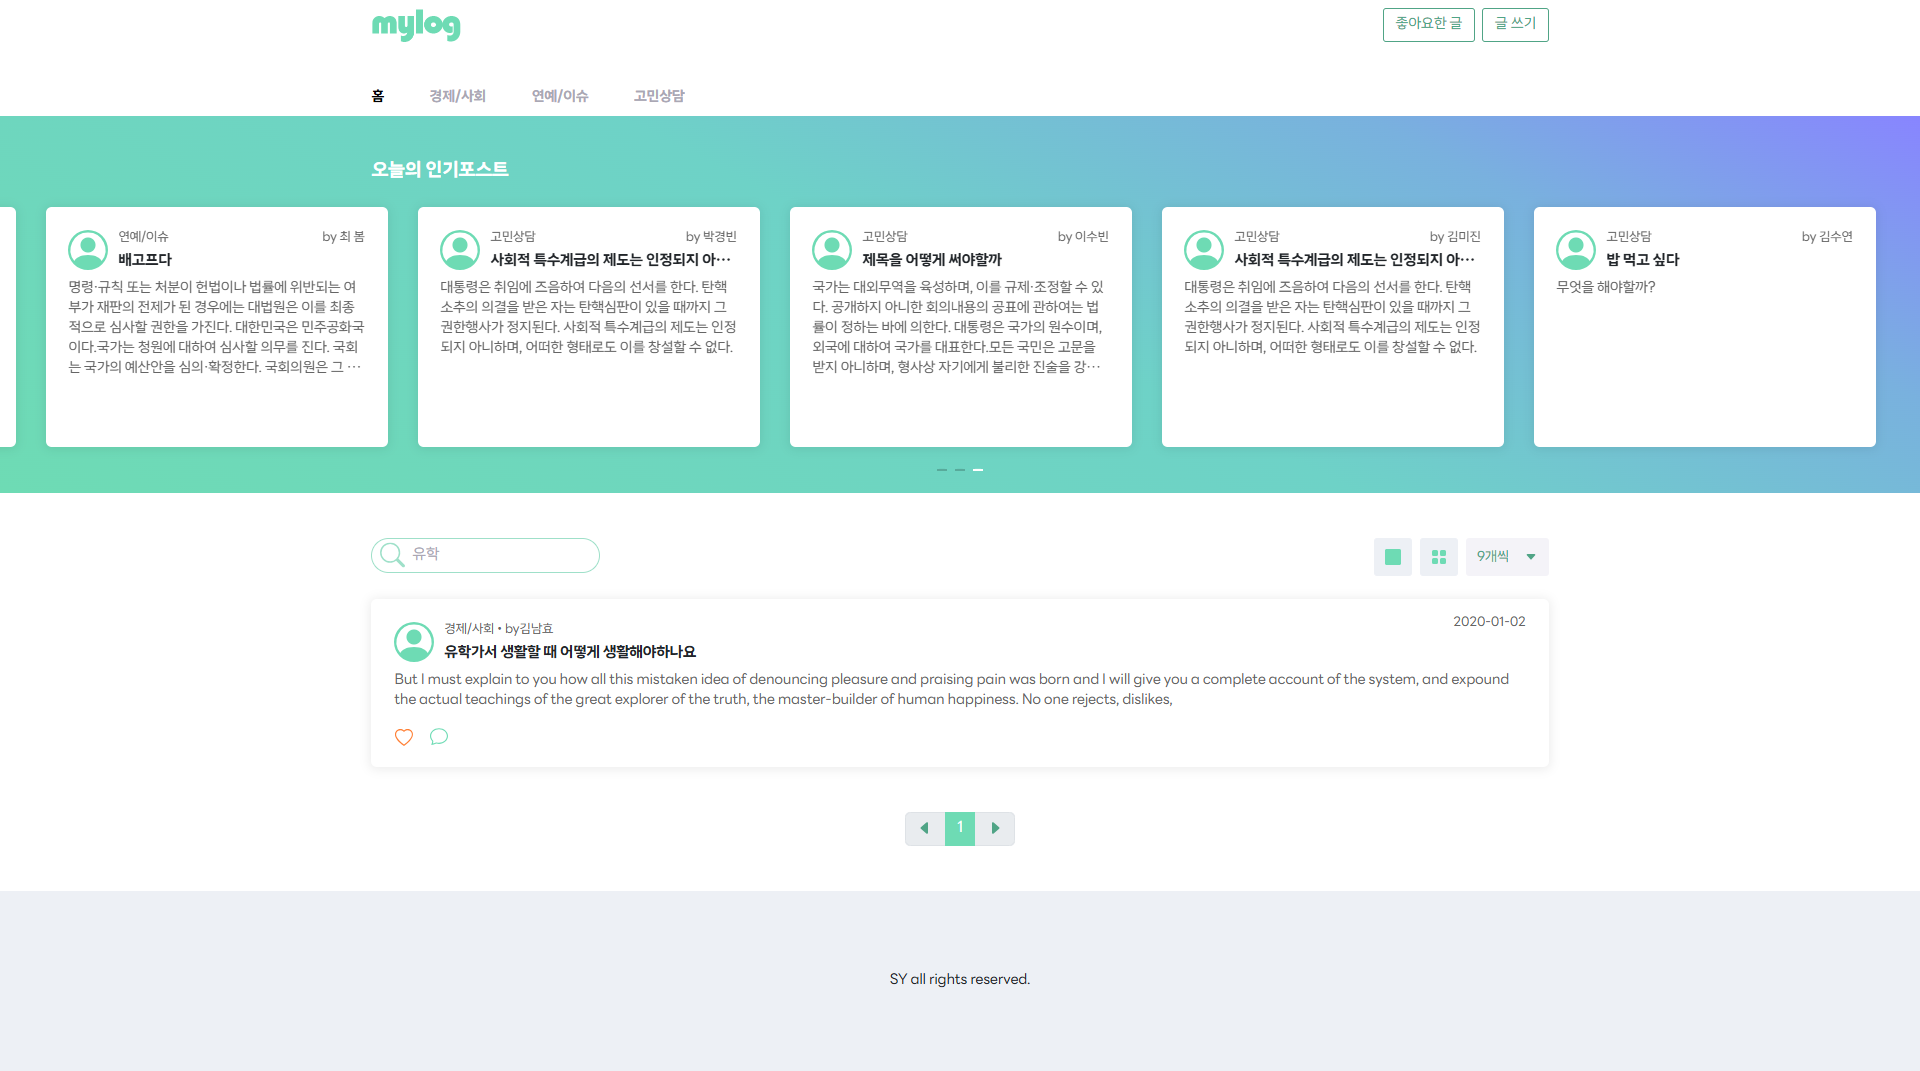 mylog
좋아요한 글
글 쓰기
홈
경제/사회
연예/이슈
고민상담
오늘의 인기포스트
연예/이슈
by 최 봄
배고프다
명령·규칙 또는 처분이 헌법이나 법률에 위반되는 여
부가 재판의 전제가 된 경우에는 대법원은 이를 최종
적으로 심사할 권한을 가진다. 대한민국은 민주공화국
이다.국가는 청원에 대하여 심사할 의무를 진다. 국회
는 국가의 예산안을 심의·확정한다. 국회의원은 그 …
고민상담
by 박경빈
사회적 특수계급의 제도는 인정되지 아…
대통령은 취임에 즈음하여 다음의 선서를 한다. 탄핵
소추의 의결을 받은 자는 탄핵심판이 있을 때까지 그
권한행사가 정지된다. 사회적 특수계급의 제도는 인정
되지 아니하며, 어떠한 형태로도 이를 창설할 수 없다.
고민상담
by 이수빈
제목을 어떻게 써야할까
국가는 대외무역을 육성하며, 이를 규제·조정할 수 있
다. 공개하지 아니한 회의내용의 공표에 관하여는 법
률이 정하는 바에 의한다. 대통령은 국가의 원수이며,
외국에 대하여 국가를 대표한다.모든 국민은 고문을
받지 아니하며, 형사상 자기에게 불리한 진술을 강…
고민상담
by 김미진
사회적 특수계급의 제도는 인정되지 아…
대통령은 취임에 즈음하여 다음의 선서를 한다. 탄핵
소추의 의결을 받은 자는 탄핵심판이 있을 때까지 그
권한행사가 정지된다. 사회적 특수계급의 제도는 인정
되지 아니하며, 어떠한 형태로도 이를 창설할 수 없다.
고민상담
by 김수연
밥 먹고 싶다
무엇을 해야할까?
유학
9개씩
경제/사회 • by김남효
2020-01-02
유학가서 생활할 때 어떻게 생활해야하나요
But I must explain to you how all this mistaken idea of denouncing pleasure and praising pain was born and I will give you a complete account of the system, and expound
the actual teachings of the great explorer of the truth, the master-builder of human happiness. No one rejects, dislikes,
1
SY all rights reserved.